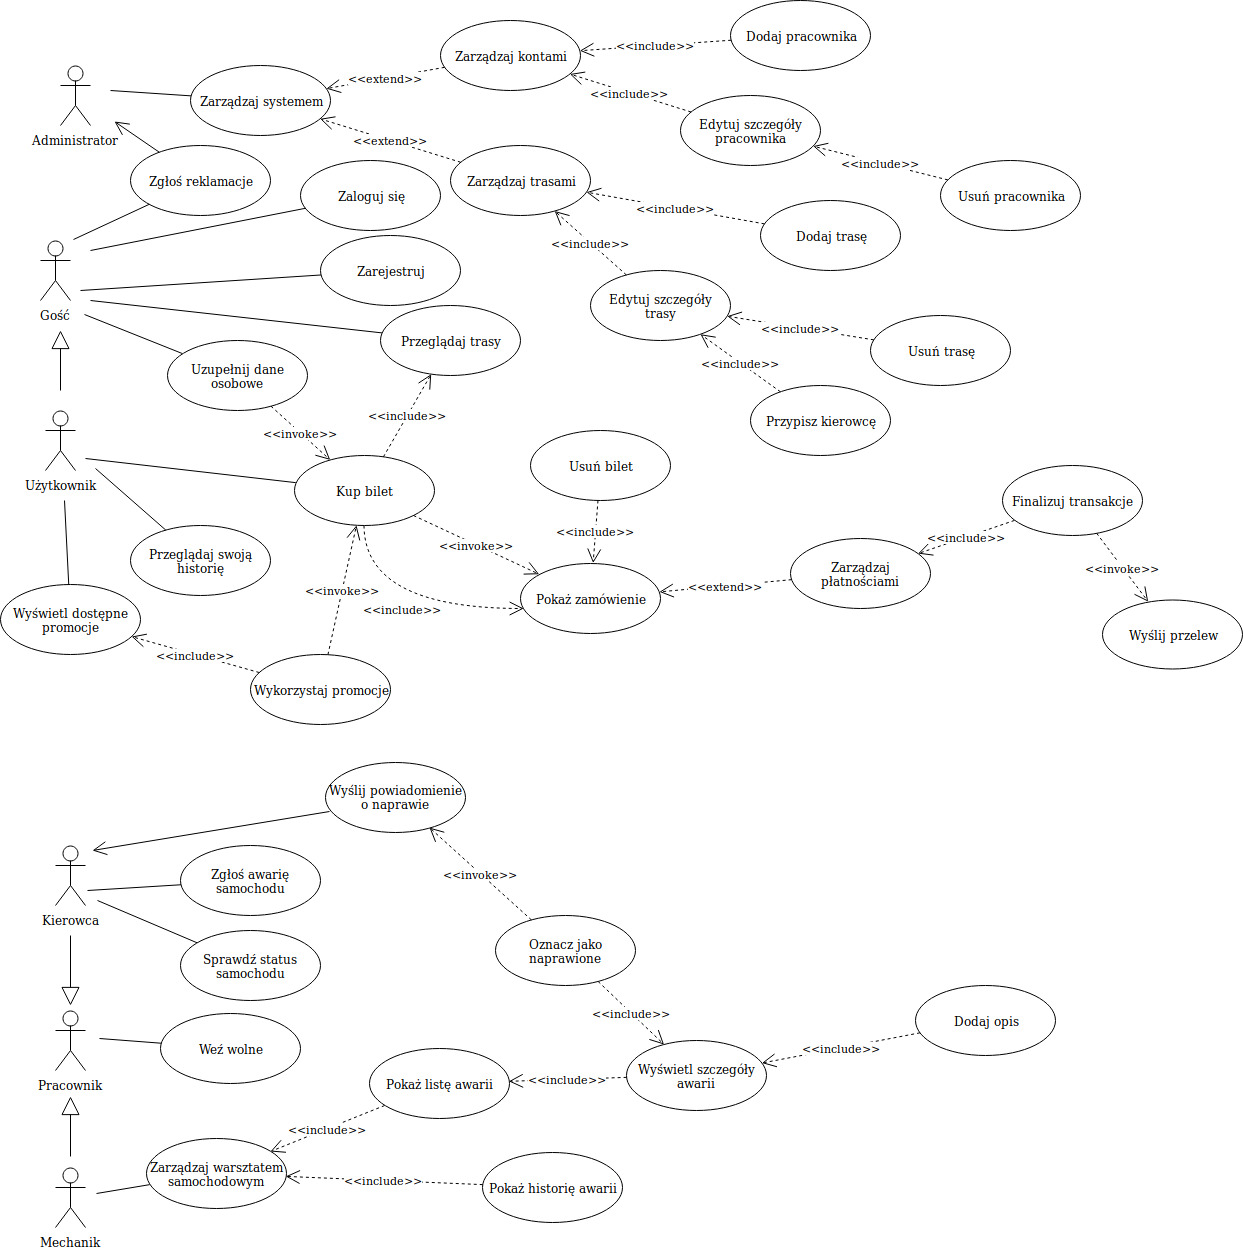 Dodaj pracownika
<<include>>
Zarządzaj kontami
<<extend>>
<<include>>
Zarządzaj systemem
Edytuj szczegóły
pracownika
Administrator
<<extend>>
<<include>>
Zgłoś reklamacje
Zaloguj się
Zarządzaj trasami
Usuń pracownika
<<include>>
Dodaj trasę
<<include>>
Zarejestruj
Edytuj szczegóły
trasy
Gość
<<include>>
Przeglądaj trasy
Usuń trasę
<<include>>
Uzupełnij dane
osobowe
<<include>>
Przypisz kierowcę
<<invoke>>
Usuń bilet
Użytkownik
Kup bilet
Finalizuj transakcje
<<include>>
<<include>>
<<invoke>>
Przeglądaj swoją
historię
Zarządzaj
płatnościami
<<invoke>>
<<invoke>>
<<extend>>
Pokaż zamówienie
<<include>>
Wyświetl dostępne
promocje
Wyślij przelew
<<include>>
Wykorzystaj promocje
Wyślij powiadomienie
o naprawie
Zgłoś awarię
samochodu
<<invoke>>
Kierowca
Oznacz jako
naprawione
Sprawdź status
samochodu
<<include>>
Dodaj opis
Weź wolne
<<include>>
Wyświetl szczegóły
awarii
<<include>>
Pokaż listę awarii
Pracownik
<<include>>
Zarządzaj warsztatem
samochodowym
<<include>>
Pokaż historię awarii
Mechanik